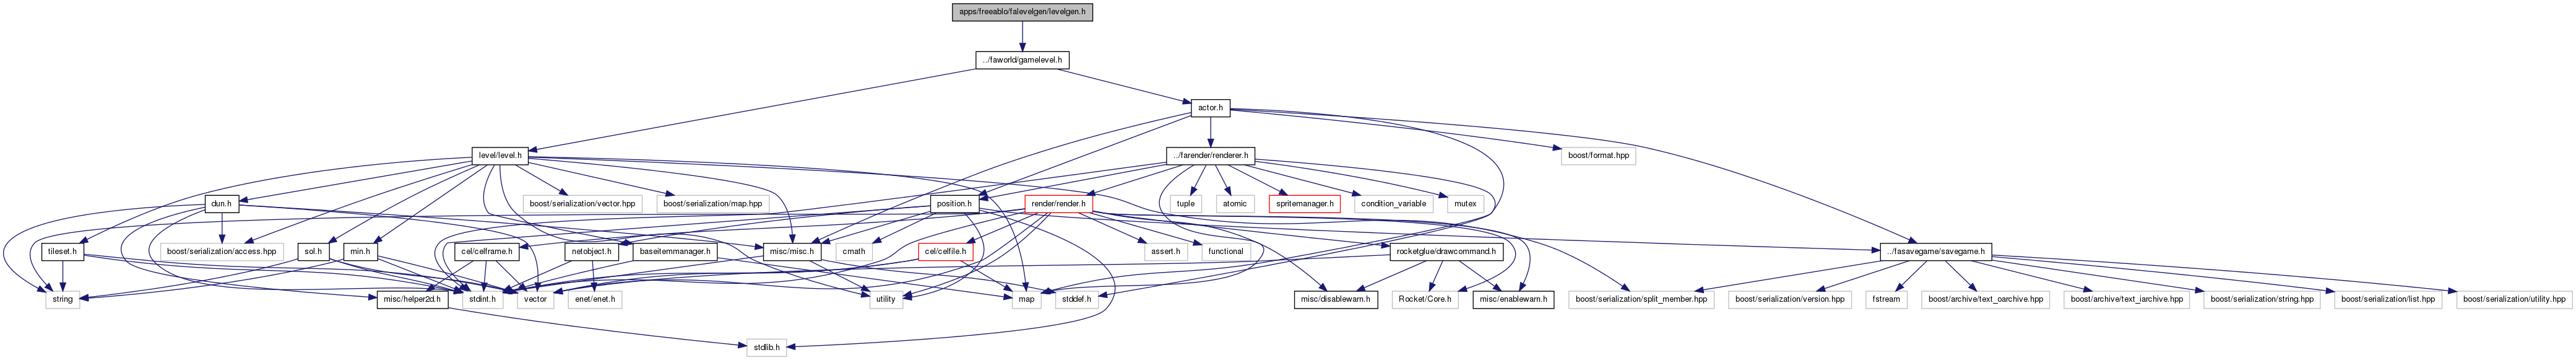 apps/freeablo/falevelgen/levelgen.h
../faworld/gamelevel.h
actor.h
level/level.h
../farender/renderer.h
boost/format.hpp
dun.h
boost/serialization/vector.hpp
boost/serialization/map.hpp
position.h
render/render.h
tuple
atomic
spritemanager.h
condition_variable
mutex
tileset.h
boost/serialization/access.hpp
sol.h
min.h
cel/celframe.h
netobject.h
baseitemmanager.h
misc/misc.h
cmath
cel/celfile.h
assert.h
functional
rocketglue/drawcommand.h
../fasavegame/savegame.h
string
misc/helper2d.h
stdint.h
vector
enet/enet.h
utility
map
stddef.h
misc/disablewarn.h
Rocket/Core.h
misc/enablewarn.h
boost/serialization/split_member.hpp
boost/serialization/version.hpp
fstream
boost/archive/text_oarchive.hpp
boost/archive/text_iarchive.hpp
boost/serialization/string.hpp
boost/serialization/list.hpp
boost/serialization/utility.hpp
stdlib.h